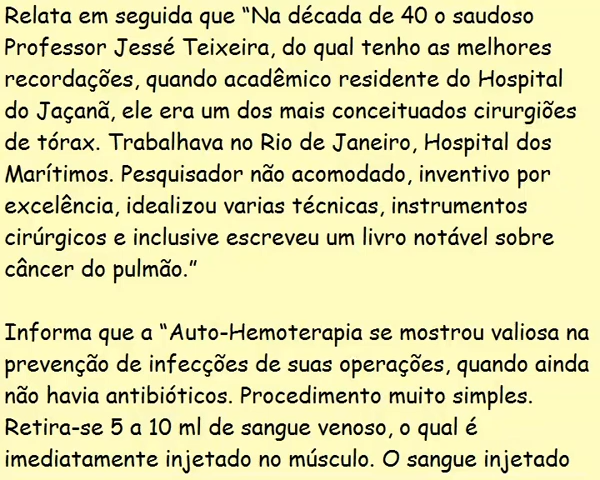 Relata em seguida que “Na década de 40 o saudoso
Professor Jessé Teixeira, do qual tenho as melhores
recordações, quando acadêmico residente do Hospital
do Jaçanã, ele era um dos mais conceituados cirurgiões
de tórax. Trabalhava no Rio de Janeiro, Hospital dos
Marítimos. Pesquisador não acomodado, inventivo por
excelência, idealizou varias técnicas, instrumentos
cirúrgicos e inclusive escreveu um livro notável sobre
câncer do pulmão.”
Informa que a “Auto-Hemoterapia se mostrou valiosa na
prevenção de infecções de suas operações, quando ainda
não havia antibióticos. Procedimento muito simples.
Retira-se 5 a 10 ml de sangue venoso, o qual é
imediatamente injetado no músculo. O sangue injetado